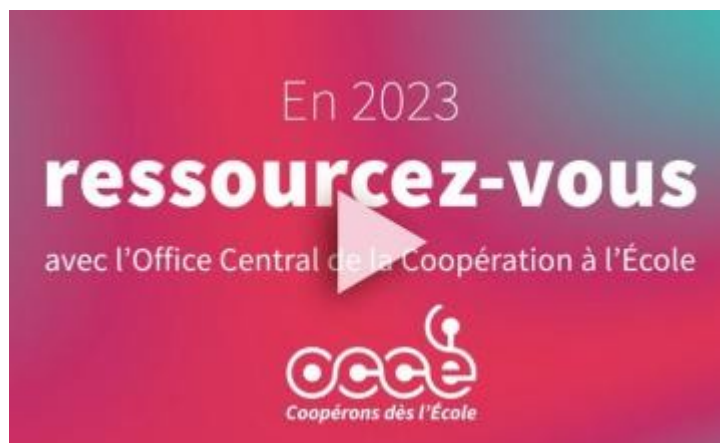 En 2023
ressourcez-vous
avec l’Office Central de la Coopération à l’École
occe
Coopérons dès l’École